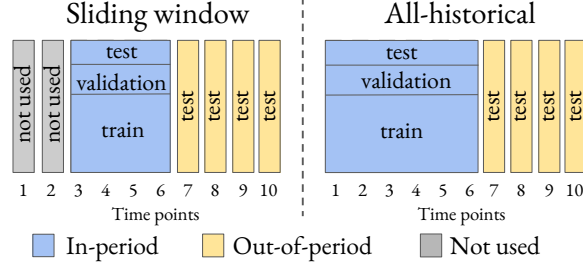 Sliding window
All-historical
not used
not used
test
validation
train
test
test
test
test
test
validation
train
test
test
test
test
1 2 3 4 5 6 7 8 9 10
1 2 3 4 5 6 7 8 9 10
Time points
Time points
In-period
Out-of-period
Not used